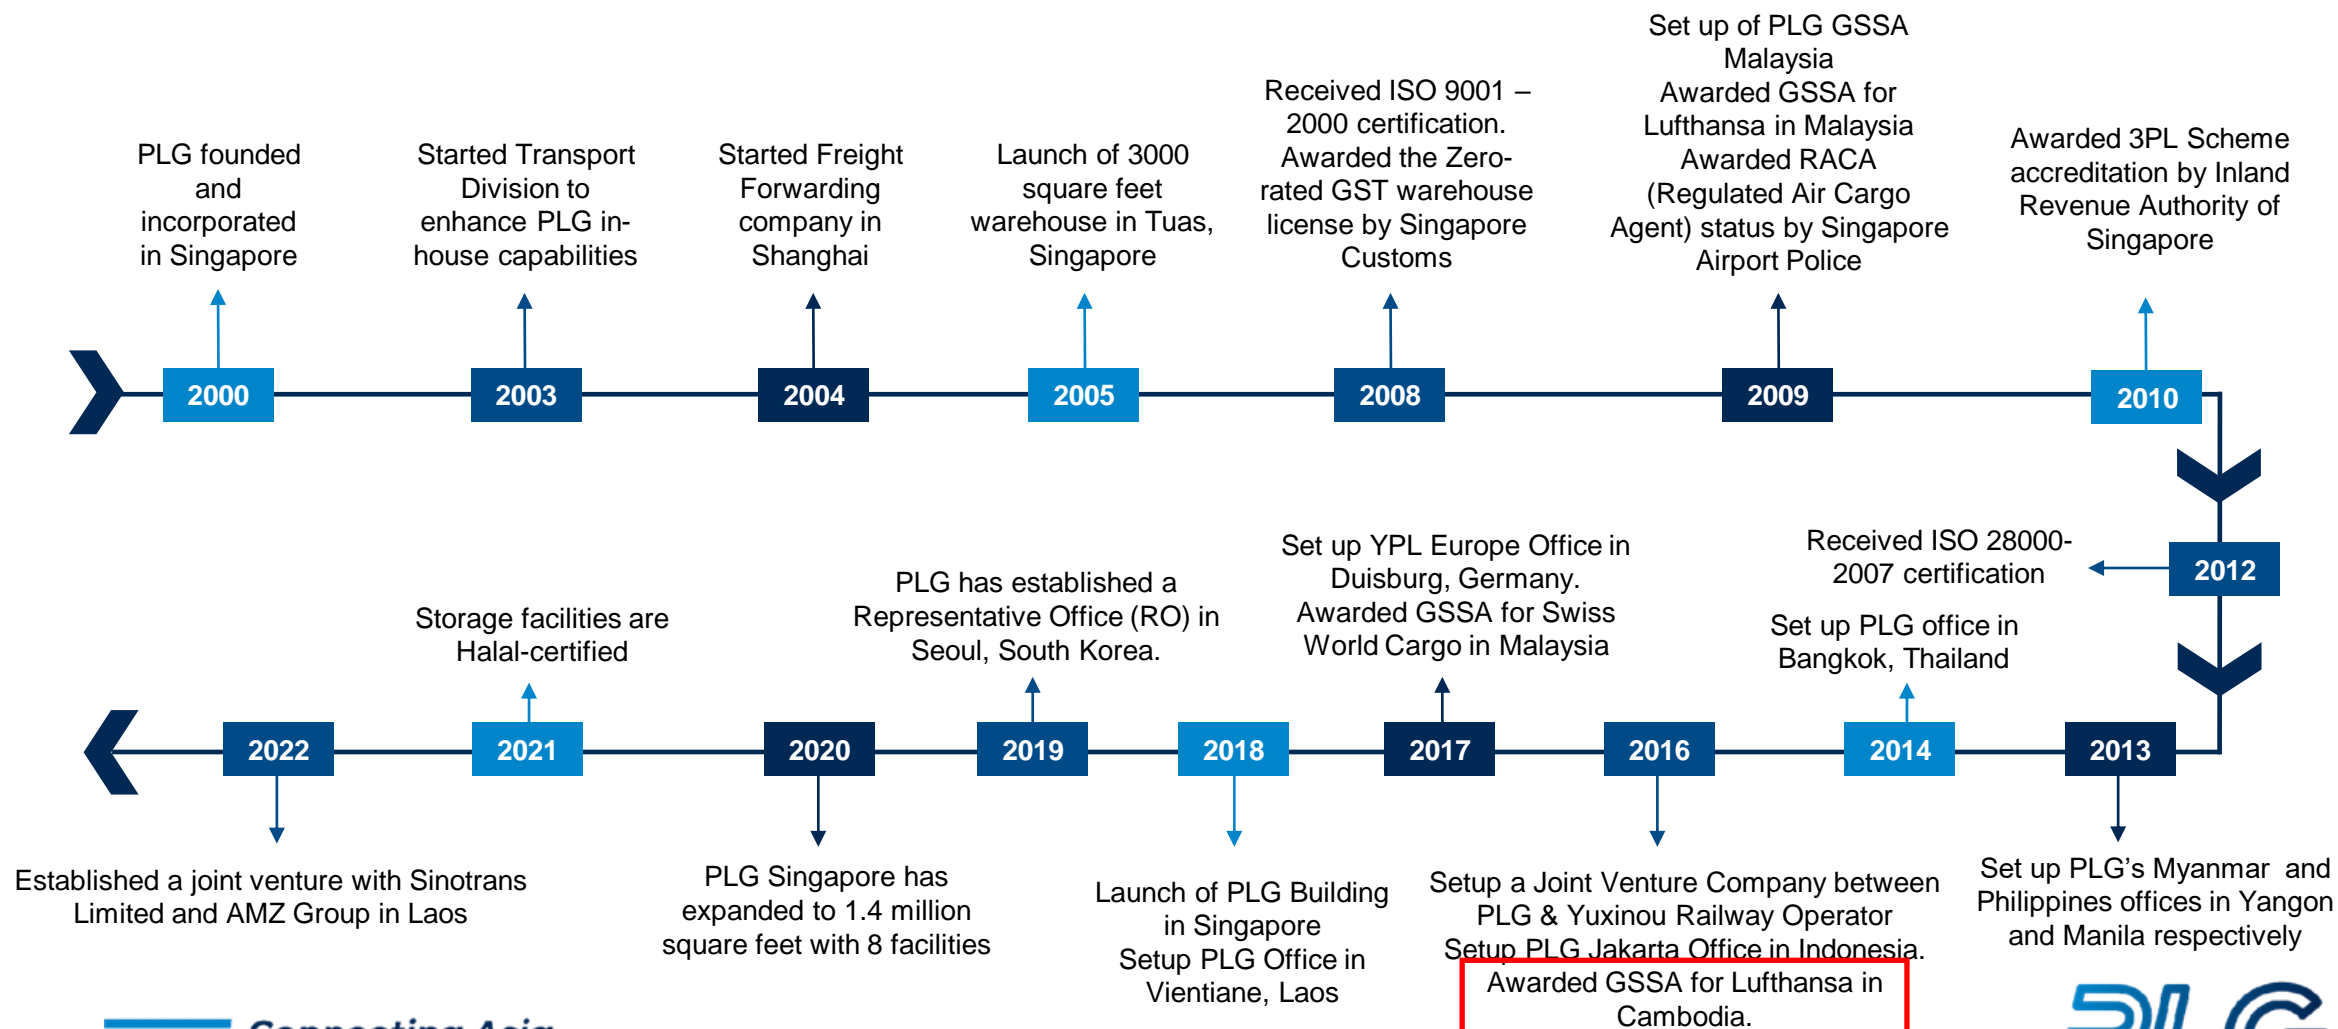 PLG founded
and
incorporated
in Singapore
Started Transport
Division to
enhance PLG in-
house capabilities
Started Freight
Forwarding
company in
Shanghai
Launch of 3000
square feet
warehouse in Tuas,
Singapore
Received ISO 9001 –
2000 certification.
Awarded the Zero-
rated GST warehouse
license by Singapore
Customs
Set up of PLG GSSA
Malaysia
Awarded GSSA for
Lufthansa in Malaysia
Awarded RACA
(Regulated Air Cargo
Agent) status by Singapore
Airport Police
Awarded 3PL Scheme
accreditation by Inland
Revenue Authority of
Singapore
2000
2003
2004
2005
2008
2009
2010
Received ISO 28000-
2007 certification
2012
Set up PLG office in
Bangkok, Thailand
Set up YPL Europe Office in
Duisburg, Germany.
Awarded GSSA for Swiss
World Cargo in Malaysia
PLG has established a
Representative Office (RO) in
Seoul, South Korea.
Storage facilities are
Halal-certified
2022
2021
2020
2019
2018
2017
2016
2014
2013
Established a joint venture with Sinotrans
Limited and AMZ Group in Laos
PLG Singapore has
expanded to 1.4 million
square feet with 8 facilities
Launch of PLG Building
in Singapore
Setup PLG Office in
Vientiane, Laos
Setup a Joint Venture Company between
PLG & Yuxinou Railway Operator
Setup PLG Jakarta Office in Indonesia.
Awarded GSSA for Lufthansa in
Cambodia.
Set up PLG's Myanmar and
Philippines offices in Yangon
and Manila respectively
Connecting Asia
PLG